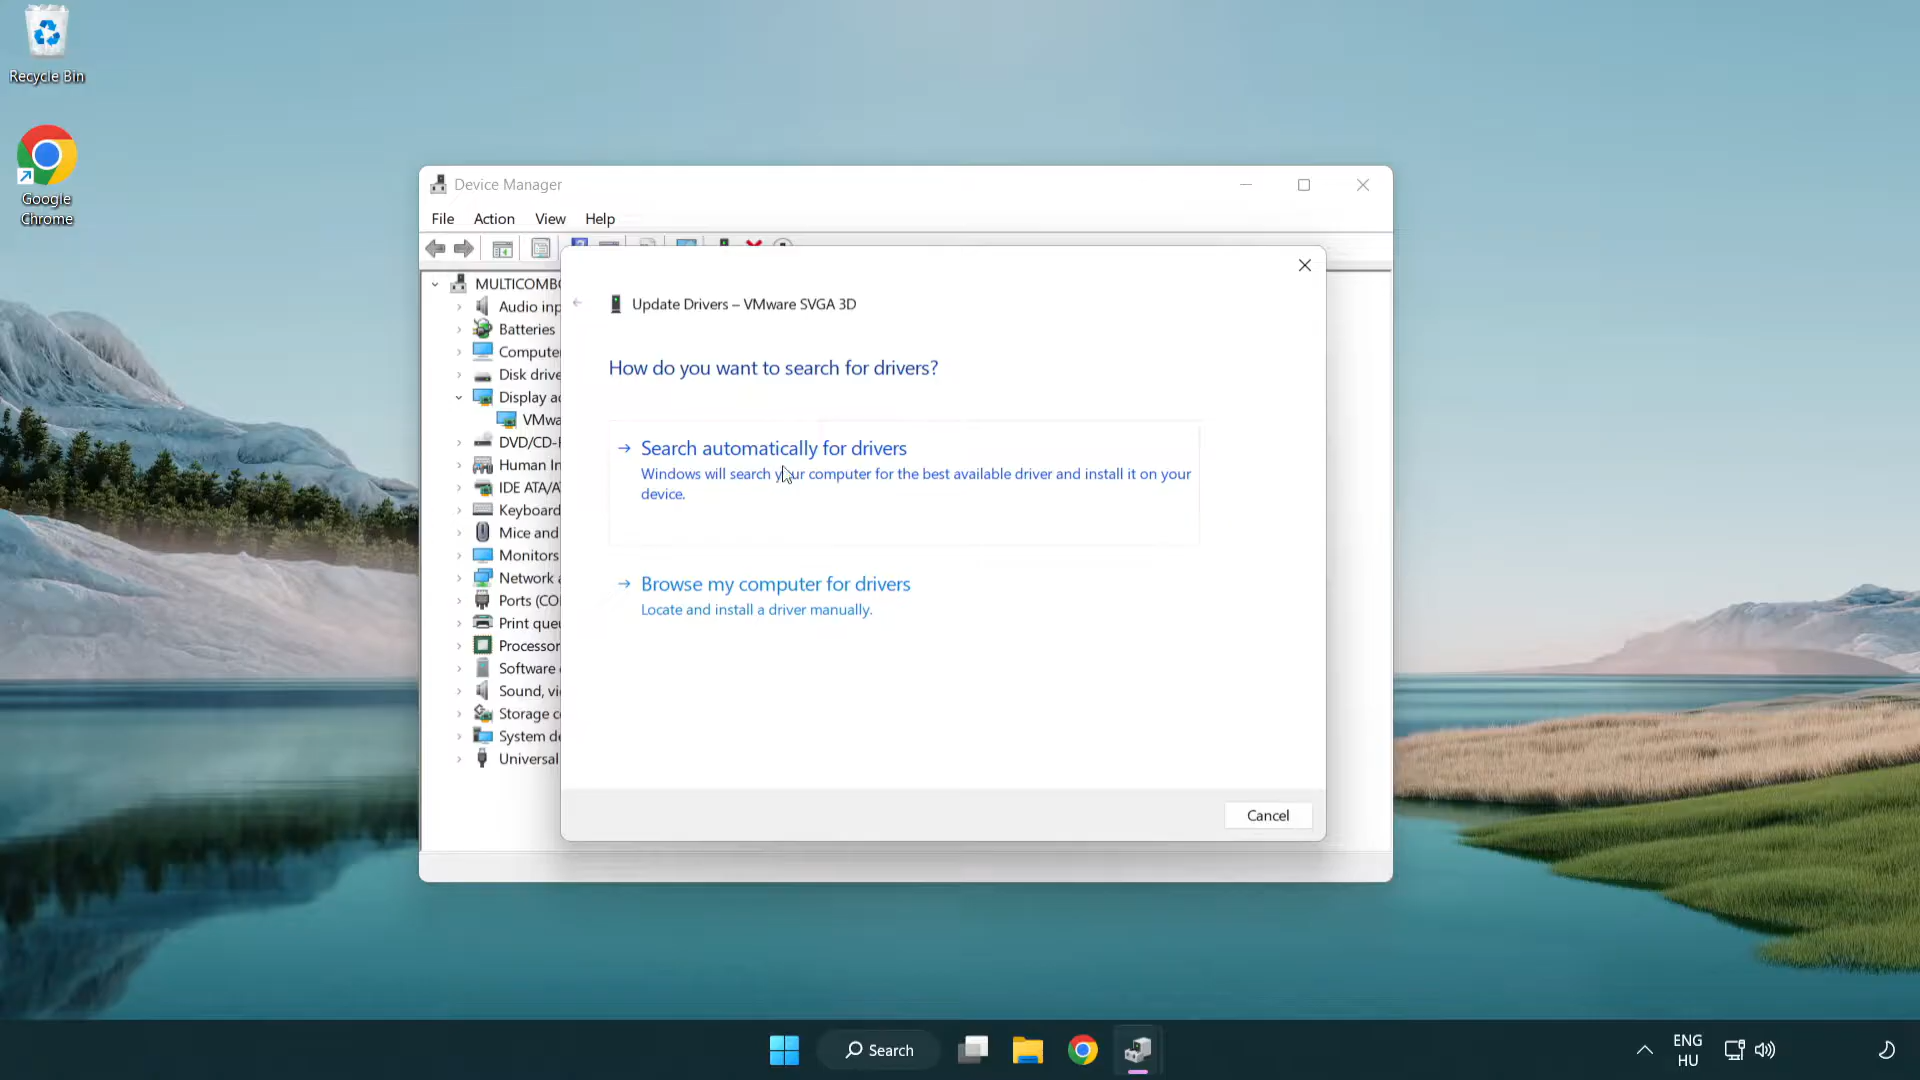 Recycle Bin
Google
Chrome
Device Manager
File Action View Help
MULTICOMBO
Audio inp
Batteries
Compute
Disk drive
Display a
VMwa
DVD/CD-
Human In
IDE ATA/A
Keyboard
Mice and
Monitors
Network a
Ports (CO
Print que
Processor
Software
Sound, vi
Storage c
System de
Universal
Update Drivers – VMware SVGA 3D
How do you want to search for drivers?
Search automatically for drivers
Windows will search your computer for the best available driver and install it on your
device.
Browse my computer for drivers
Locate and install a driver manually.
Cancel
Search
ENG
HU